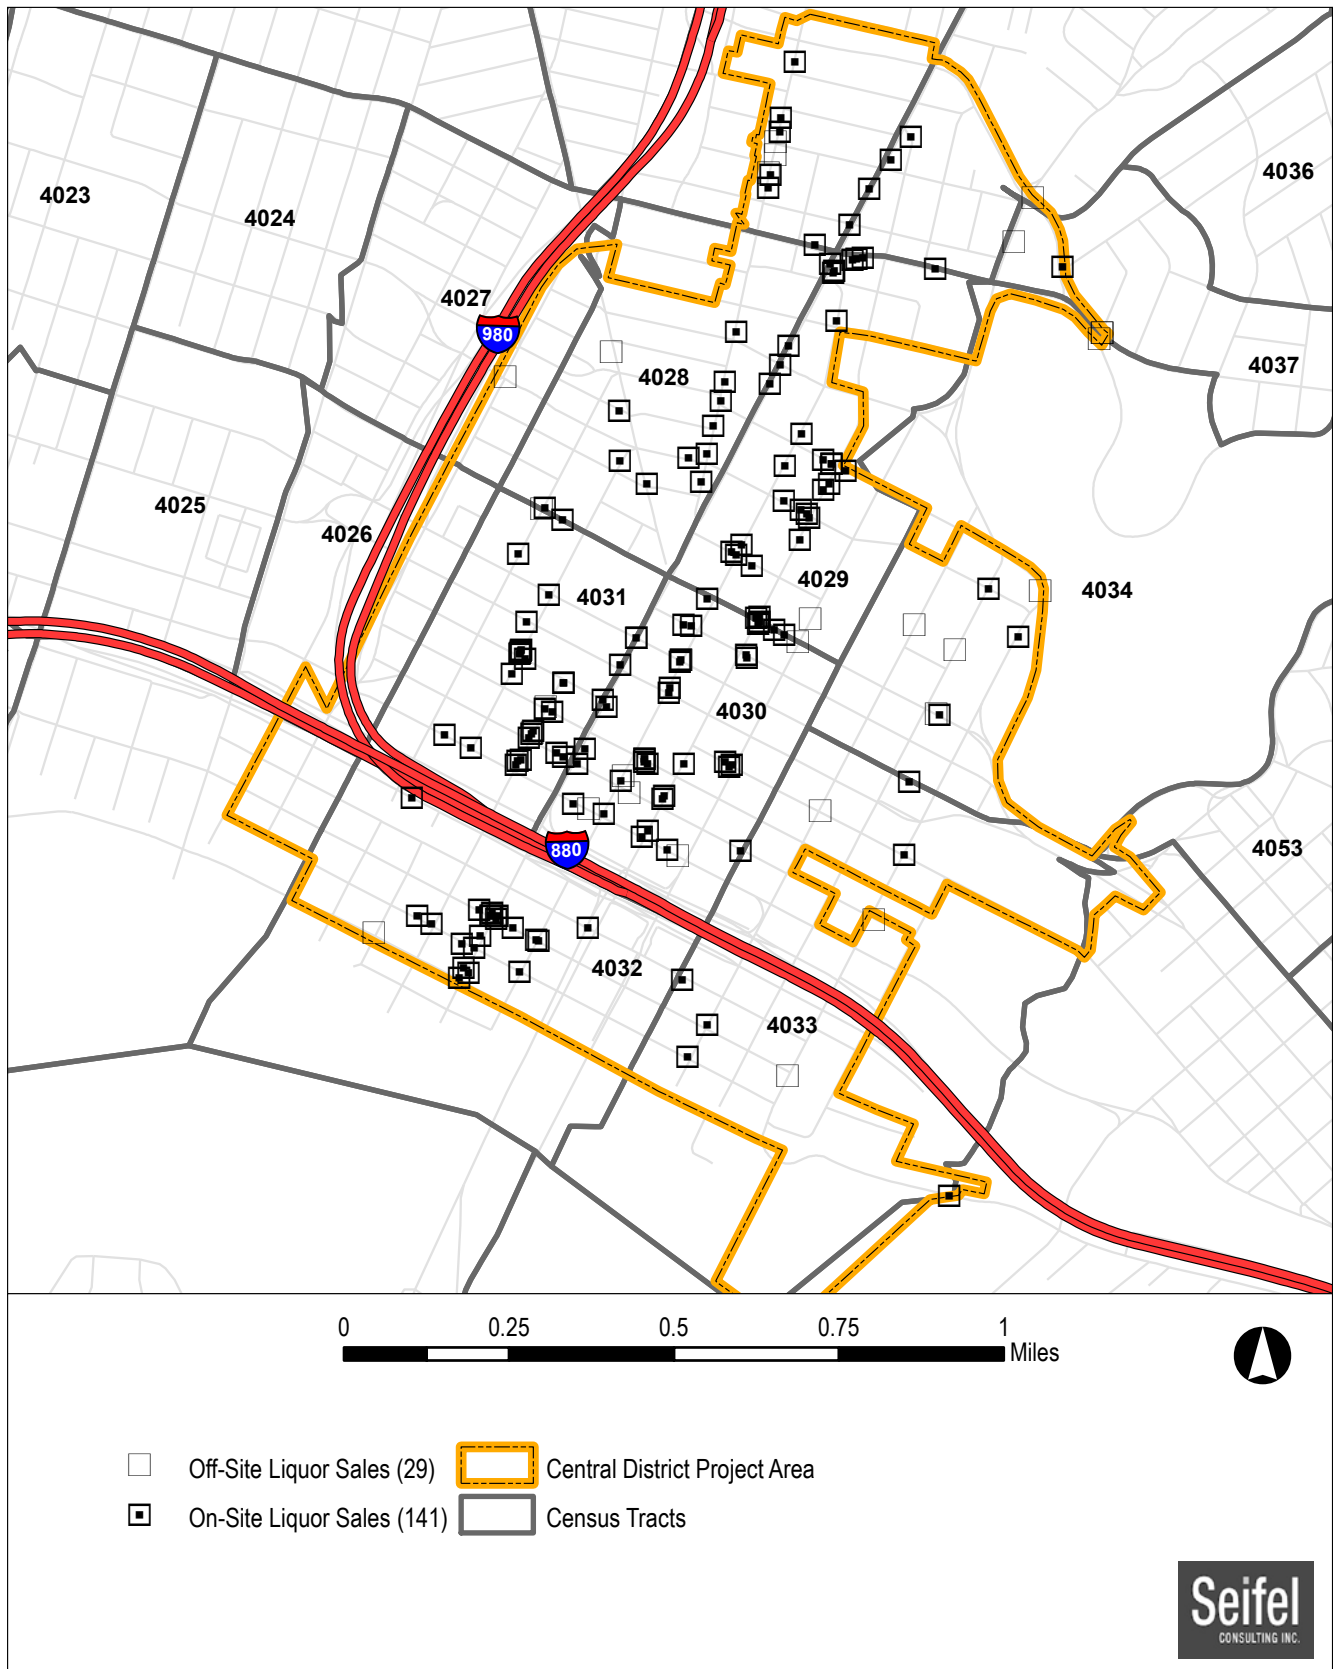 4036
4023
4024
4027
980
4028
4037
4025
4026
4029
4031
4034
4030
880
4053
4032
4033
0 0.25 0.5 0.75 1
Miles
Off-Site Liquor Sales (29) Central District Project Area
On-Site Liquor Sales (141) Census Tracts
Seifel
CONSULTING INC.